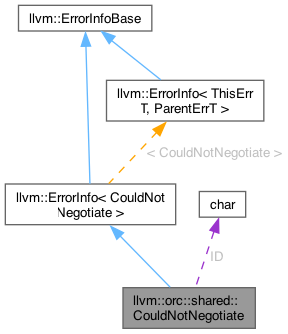 llvm::ErrorInfoBase
llvm::ErrorInfo< ThisErr
T, ParentErrT >
< CouldNotNegotiate >
llvm::ErrorInfo< CouldNot
Negotiate >
char
ID
llvm::orc::shared::
CouldNotNegotiate